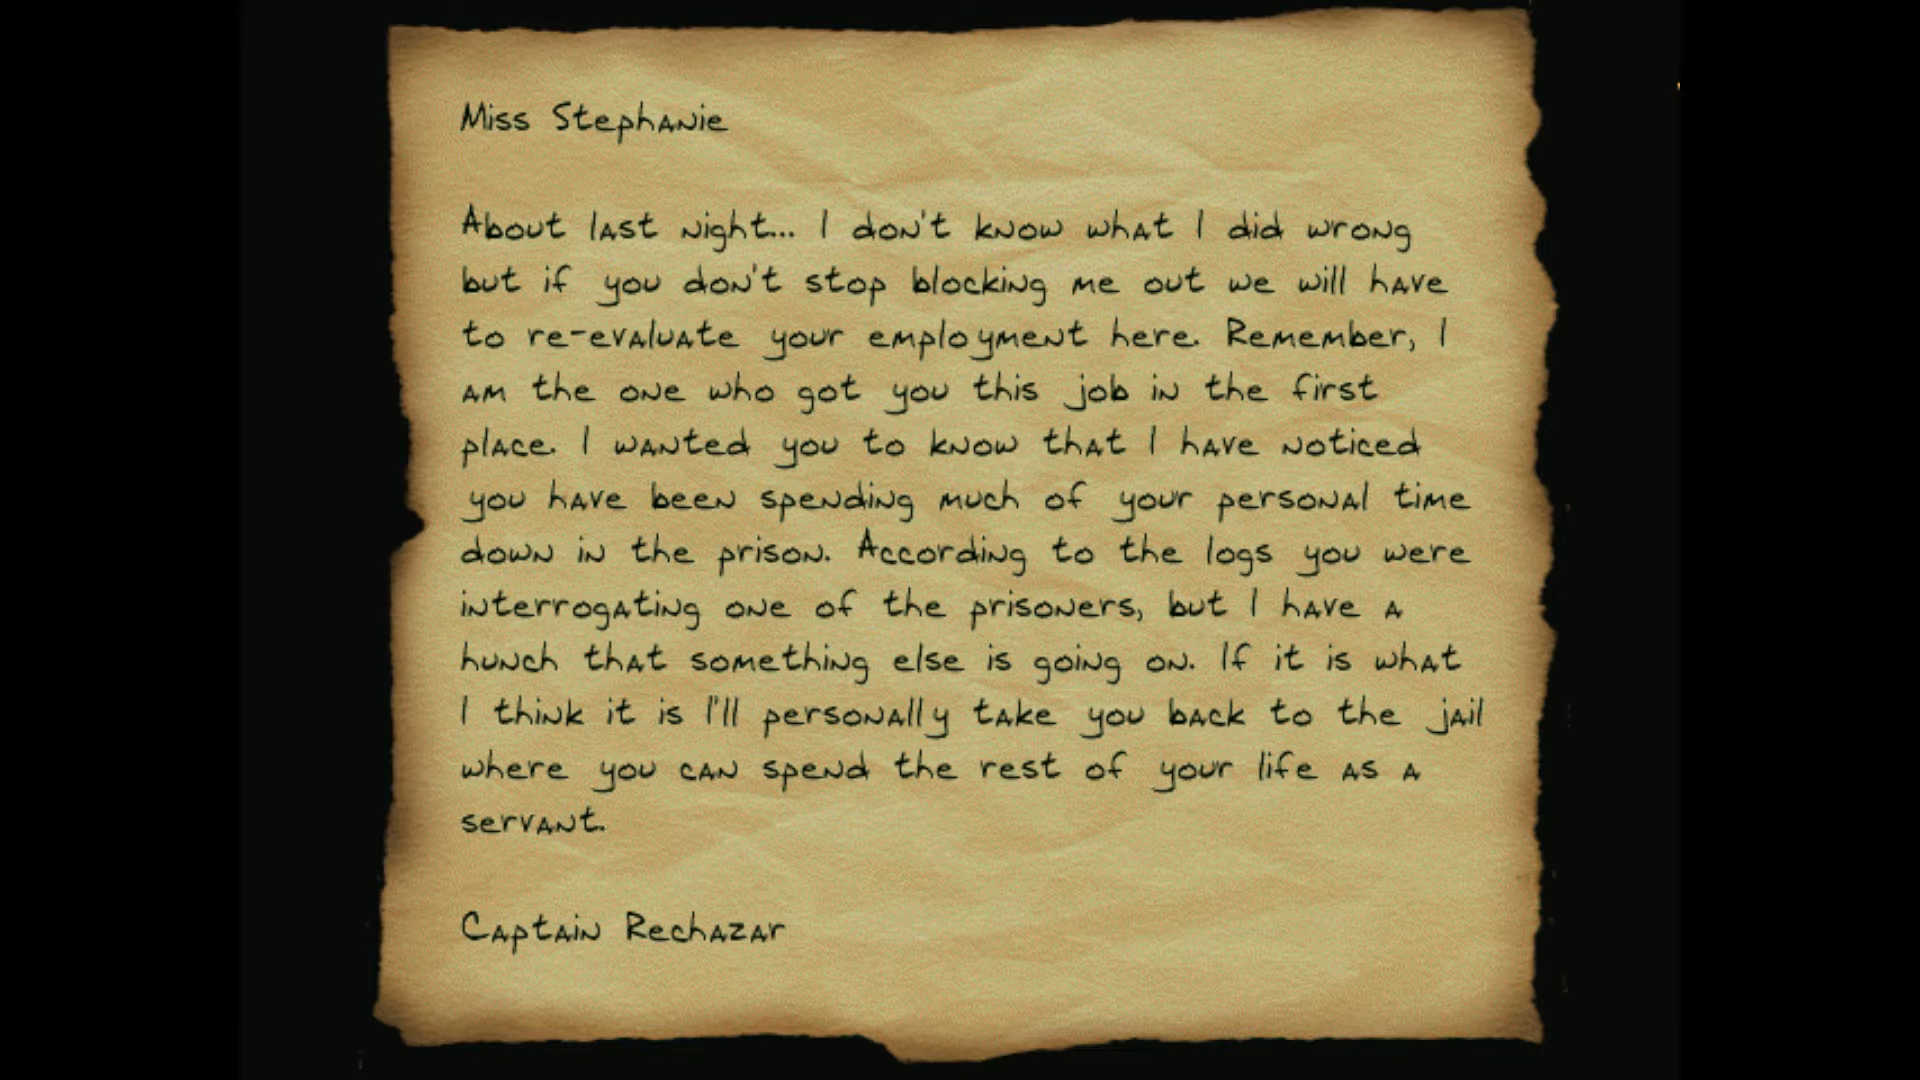 Miss Stephanie
About last night... I don't know what I did wrong
but if you don't stop blocking me out we will have
to re-evaluate your employment here. Remember, I
am the one who got you this job in the first
place. I wanted you to know that I have noticed
you have been spending much of your personal time
down in the prison. According to the logs you were
interrogating one of the prisoners, but I have a
hunch that something else is going on. If it is what
I think it is I'll personally take you back to the jail
where you can spend the rest of your life as a
servant.
Captain Rechazar